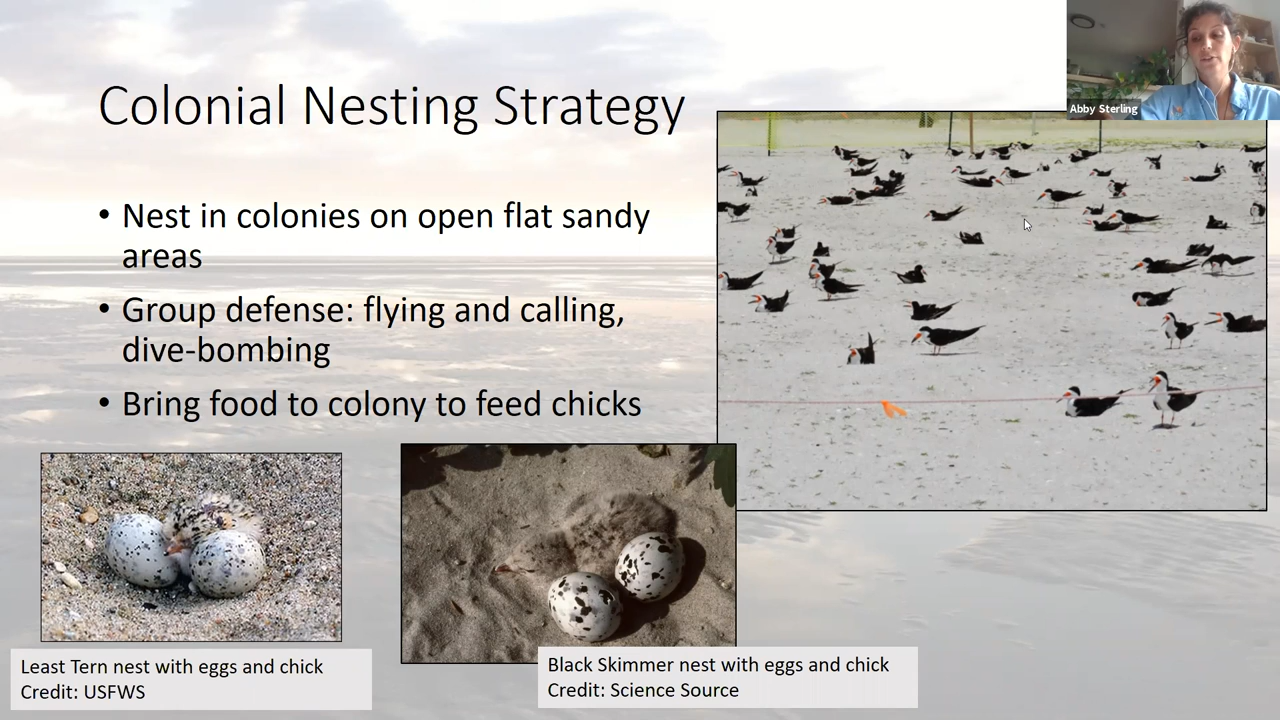 Abby Sterling
Colonial Nesting Strategy
• Nest in colonies on open flat sandy
areas
• Group defense: flying and calling,
dive-bombing
• Bring food to colony to feed chicks
Least Tern nest with eggs and chick
Credit: USFWS
Black Skimmer nest with eggs and chick
Credit: Science Source